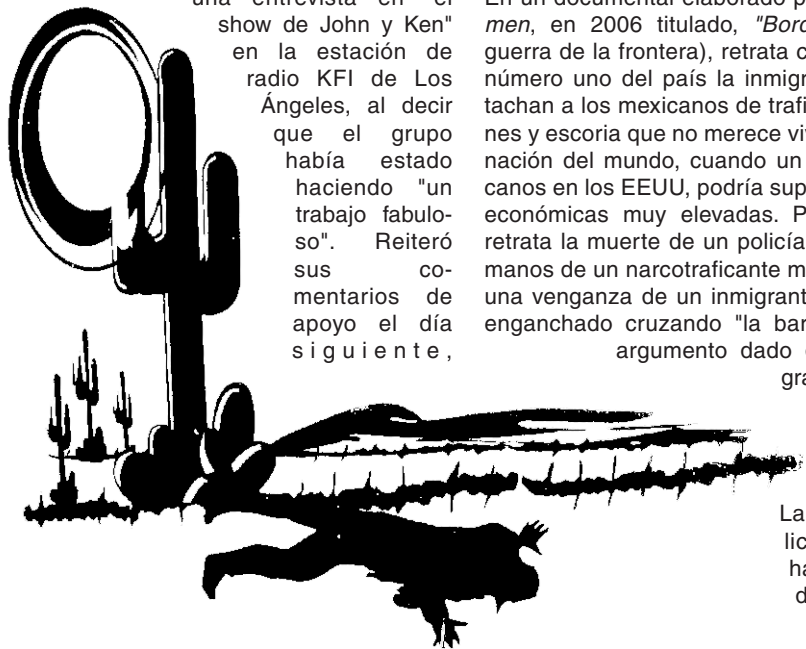 una entrevista en "el
show de John y Ken"
en la estación de
radio KFI de Los
Ángeles, al decir
que el grupo
había estado
haciendo "un
trabajo fabulo-
so". Reiteró
sus co-
mentarios de
apoyo el día
siguiente,
En un documental elaborado p
men, en 2006 titulado, "Bor
guerra de la frontera), retrata
número uno del país la inmigr
tachan a los mexicanos de trafi
nes y escoria que no merece viv
nación del mundo, cuando un
canos en los EEUU, podría sup
económicas muy elevadas. P
retrata la muerte de un policía
manos de un narcotraficante m
una venganza de un inmigrant
enganchado cruzando "la bar
argumento dado
gra
La
lic
ha
d